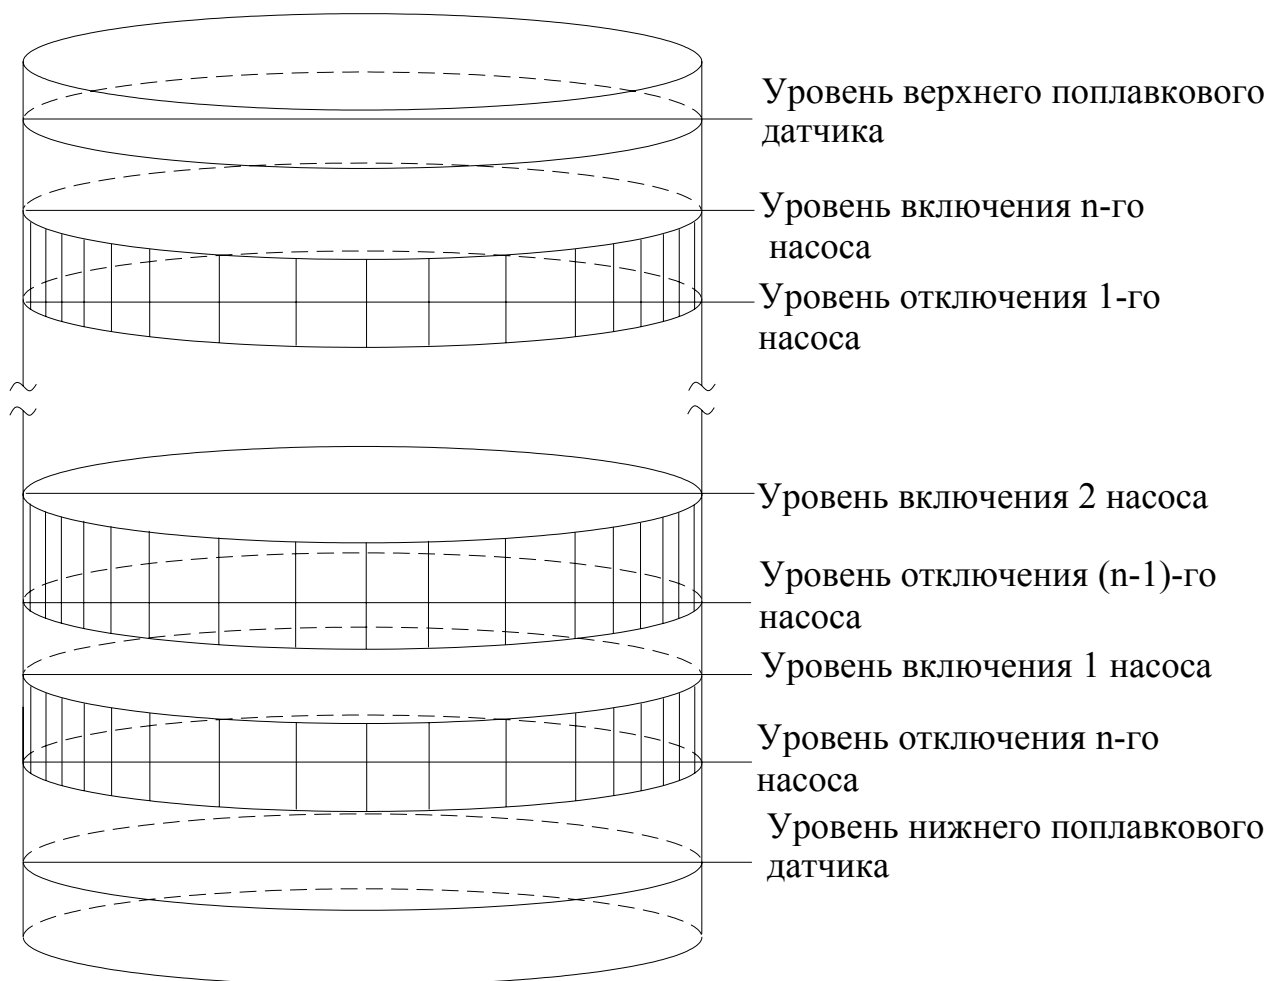 Уровень верхнего поплавкового
датчика
Уровень включения n-го
насоса
Уровень отключения 1-го
насоса
Уровень включения 2 насоса
Уровень отключения (n-1)-го
насоса
Уровень включения 1 насоса
Уровень отключения n-го
насоса
Уровень нижнего поплавкового
датчика